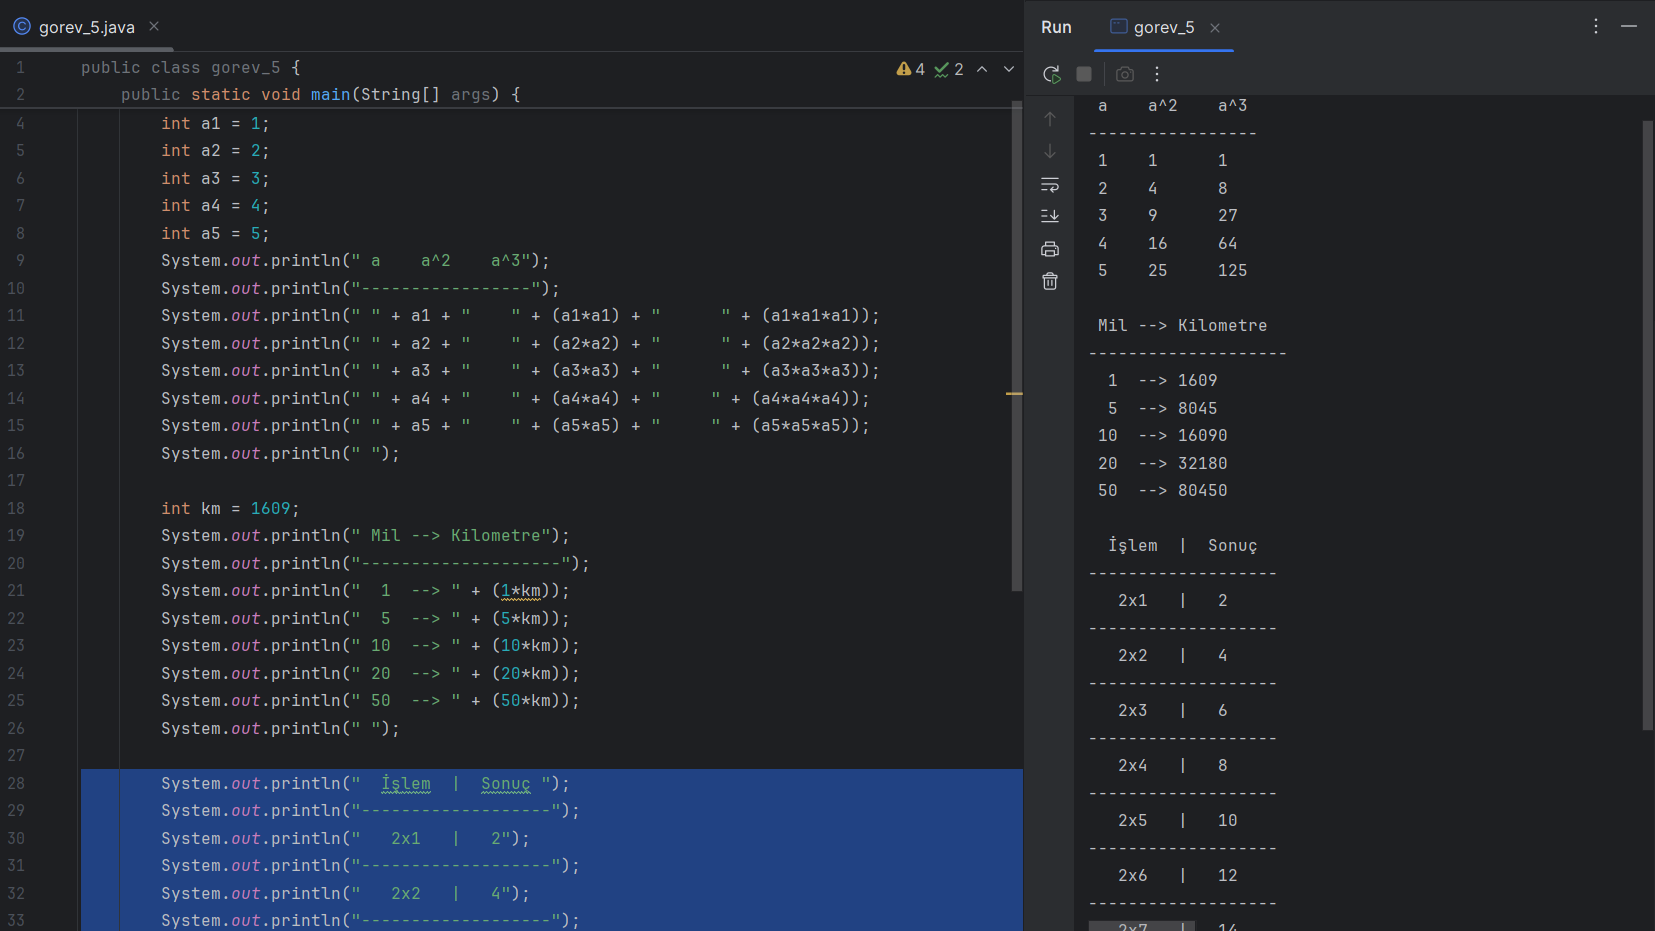 gorev_5.java
1 public class gorev_5 {
4 2
2     public static void main(String[] args) {
4         int a1 = 1;
5         int a2 = 2;
6         int a3 = 3;
7         int a4 = 4;
8         int a5 = 5;
9         System.out.println(" a    a^2    a^3");
10         System.out.println("-----------------");
11         System.out.println(" " + a1 + "    " + (a1*a1) + "      " + (a1*a1*a1));
12         System.out.println(" " + a2 + "    " + (a2*a2) + "      " + (a2*a2*a2));
13         System.out.println(" " + a3 + "    " + (a3*a3) + "      " + (a3*a3*a3));
14         System.out.println(" " + a4 + "    " + (a4*a4) + "     " + (a4*a4*a4));
15         System.out.println(" " + a5 + "    " + (a5*a5) + "     " + (a5*a5*a5));
16         System.out.println(" ");
17
18         int km = 1609;
19         System.out.println(" Mil --> Kilometre");
20         System.out.println("--------------------");
21         System.out.println("  1  --> " + (1*km));
22         System.out.println("  5  --> " + (5*km));
23         System.out.println(" 10  --> " + (10*km));
24         System.out.println(" 20  --> " + (20*km));
25         System.out.println(" 50  --> " + (50*km));
26         System.out.println(" ");
27
28         System.out.println("  İşlem  |  Sonuç ");
29         System.out.println("-------------------");
30         System.out.println("   2x1   |   2");
31         System.out.println("-------------------");
32         System.out.println("   2x2   |   4");
33         System.out.println("-------------------");
Run gorev_5
 a    a^2    a^3
-----------------
 1    1      1
 2    4      8
 3    9      27
 4    16     64
 5    25     125
 Mil --> Kilometre
--------------------
  1  --> 1609
  5  --> 8045
 10  --> 16090
 20  --> 32180
 50  --> 80450
  İşlem  |  Sonuç
-------------------
   2x1   |   2
-------------------
   2x2   |   4
-------------------
   2x3   |   6
-------------------
   2x4   |   8
-------------------
   2x5   |   10
-------------------
   2x6   |   12
-------------------
   2x7   |   14